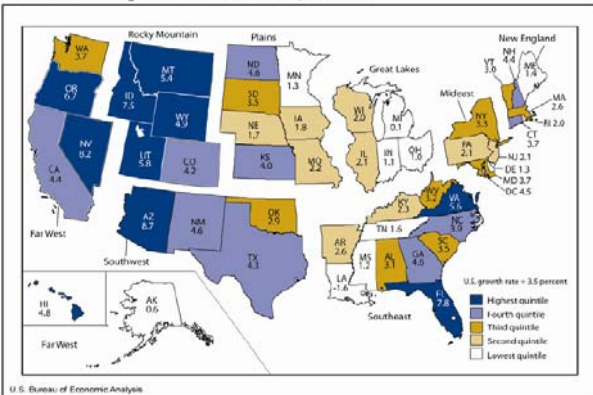 Rocky Mountain
Plains
Great Lakes
New England
Mideast
Far West
Southwest
Southeast
Far West
WA
3.7
OR
6.7
CA
4.4
NV
8.2
ID
7.5
MT
5.4
WY
4.9
UT
5.8
CO
4.2
AZ
8.7
NM
4.6
ND
4.6
SD
3.5
NE
1.7
KS
4.0
OK
2.9
TX
4.3
MN
1.3
IA
1.8
MO
2.2
AR
2.6
LA
-1.6
WI
2.0
IL
2.1
MI
0.1
IN
1.1
OH
1.0
KY
2.3
TN 1.6
MS
1.2
AL
3.1
GA
4.6
FL
7.8
SC
3.5
NC
3.9
VA
5.6
WV
PA
2.1
NY
3.3
VT
3.0
NH
4.4
ME
1.4
MA
2.6
RI 2.0
CT
3.7
NJ 2.1
DE 1.3
MD 3.7
DC 4.5
HI
4.8
AK
0.6
U.S. growth rate = 3.5 percent
Highest quintile
Fourth quintile
Third quintile
Second quintile
Lowest quintile
U.S. Bureau of Economic Analysis